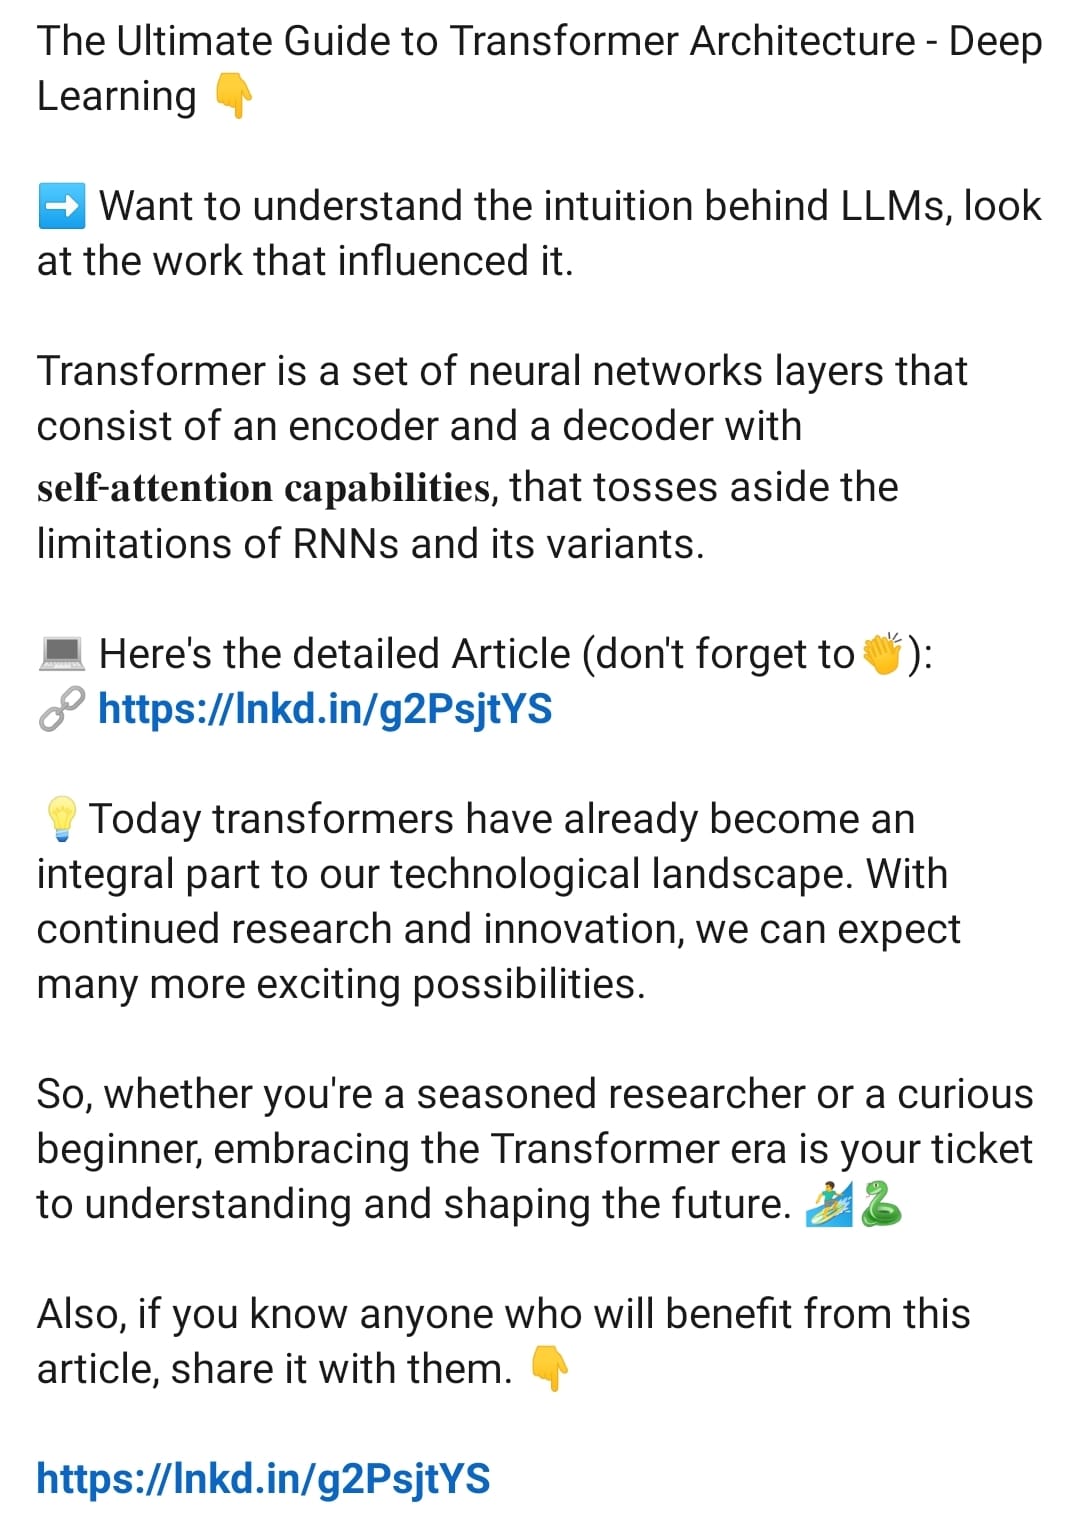 The Ultimate Guide to Transformer Architecture - Deep
Learning 👇
➡️ Want to understand the intuition behind LLMs, look
at the work that influenced it.
Transformer is a set of neural networks layers that
consist of an encoder and a decoder with
self-attention capabilities, that tosses aside the
limitations of RNNs and its variants.
💻 Here's the detailed Article (don't forget to👏):
🔗 https://lnkd.in/g2PsjtYS
💡Today transformers have already become an
integral part to our technological landscape. With
continued research and innovation, we can expect
many more exciting possibilities.
So, whether you're a seasoned researcher or a curious
beginner, embracing the Transformer era is your ticket
to understanding and shaping the future. 🏄‍♂️🐍
Also, if you know anyone who will benefit from this
article, share it with them. 👇
https://lnkd.in/g2PsjtYS